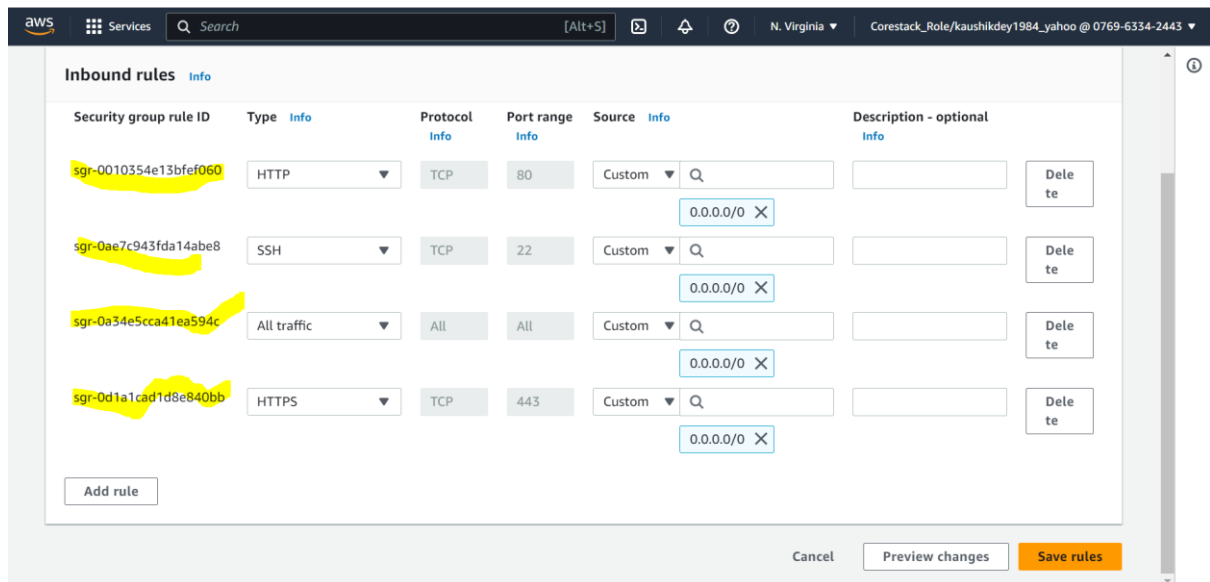 aws Services Search [Alt+S] N. Virginia Corestack_Role/kaushikdey1984_yahoo @ 0769-6334-2443
Inbound rules Info
Security group rule ID Type Info Protocol Info Port range Info Source Info Description - optional Info
sgr-0010354e13bfef060 HTTP TCP 80 Custom Dele
te
0.0.0.0/0
sgr-0ae7c943fda14abe8 SSH TCP 22 Custom Dele
te
0.0.0.0/0
sgr-0a34e5cca41ea594c All traffic All All Custom Dele
te
0.0.0.0/0
sgr-0d1a1cad1d8e840bb HTTPS TCP 443 Custom Dele
te
0.0.0.0/0
Add rule
Cancel Preview changes Save rules